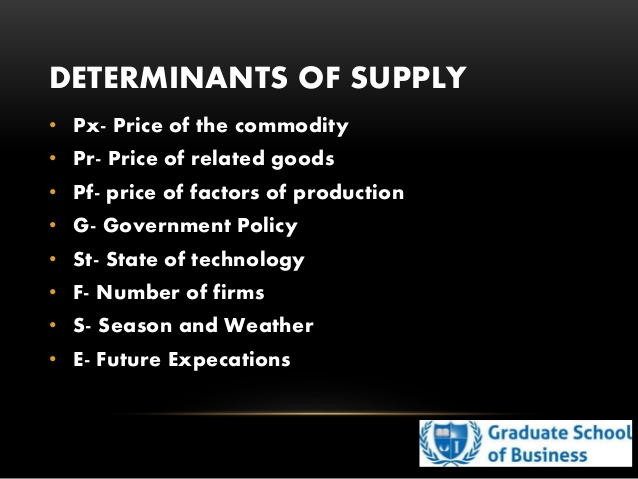 DETERMINANTS OF SUPPLY
• Px- Price of the commodity
• Pr- Price of related goods
• Pf- price of factors of production
• G- Government Policy
• St- State of technology
• F- Number of firms
• S- Season and Weather
• E- Future Expecations
Graduate School
of Business